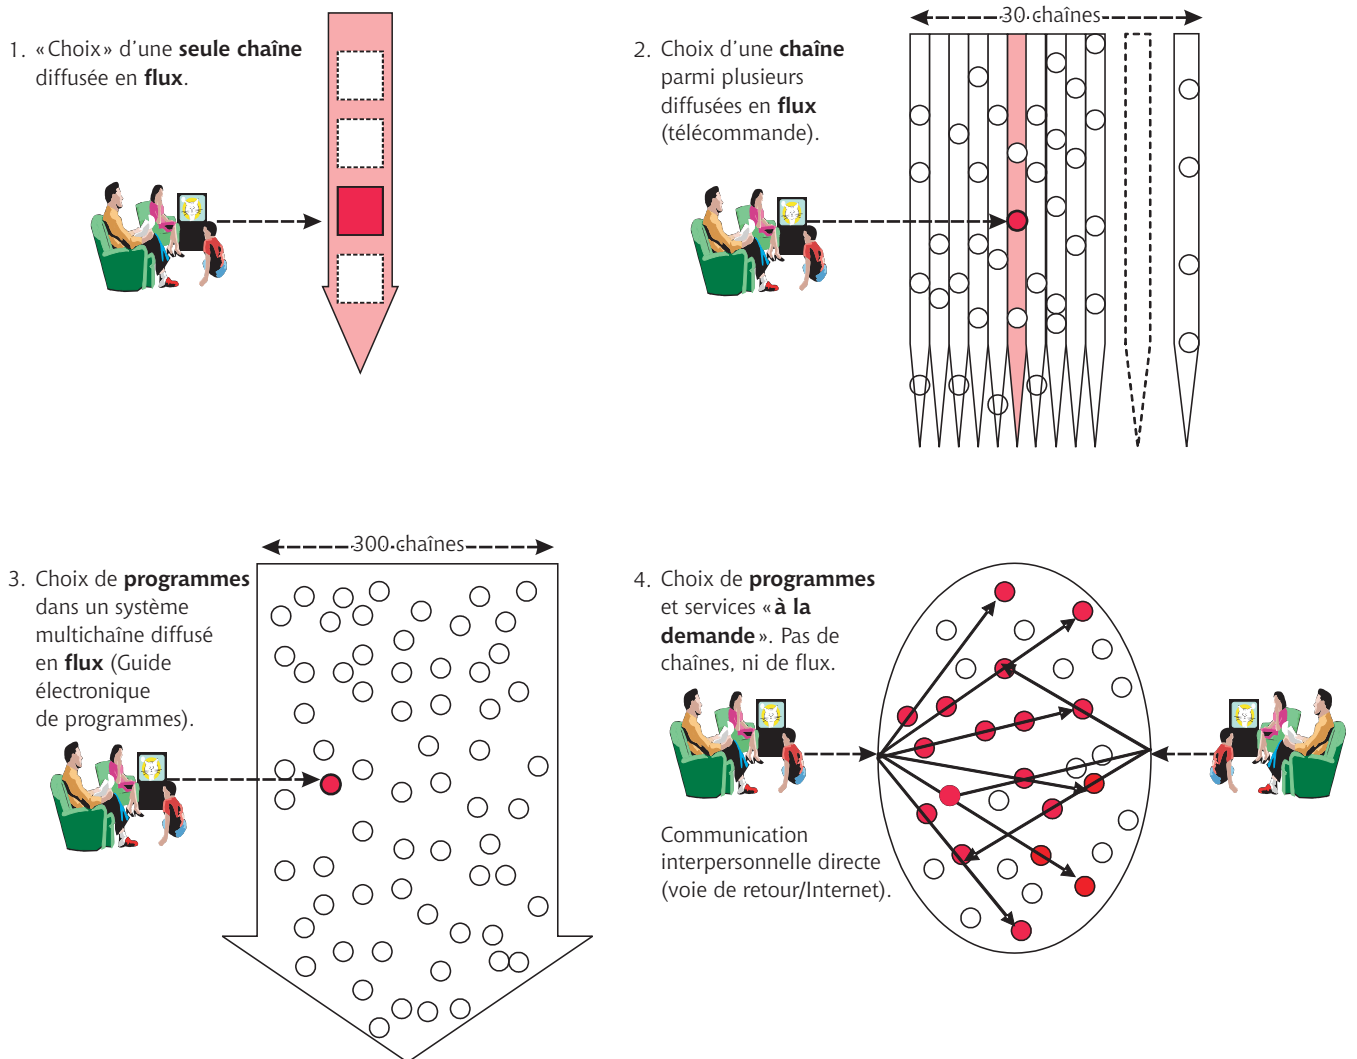 1. «Choix» d’une seule chaîne
diffusée en flux.
30 chaînes
2. Choix d’une chaîne
parmi plusieurs
diffusées en flux
(télécommande).
300 chaînes
3. Choix de programmes
dans un système
multichaîne diffusé
en flux (Guide
électronique
de programmes).
4. Choix de programmes
et services «à la
demande». Pas de
chaînes, ni de flux.
Communication
interpersonnelle directe
(voie de retour/Internet).